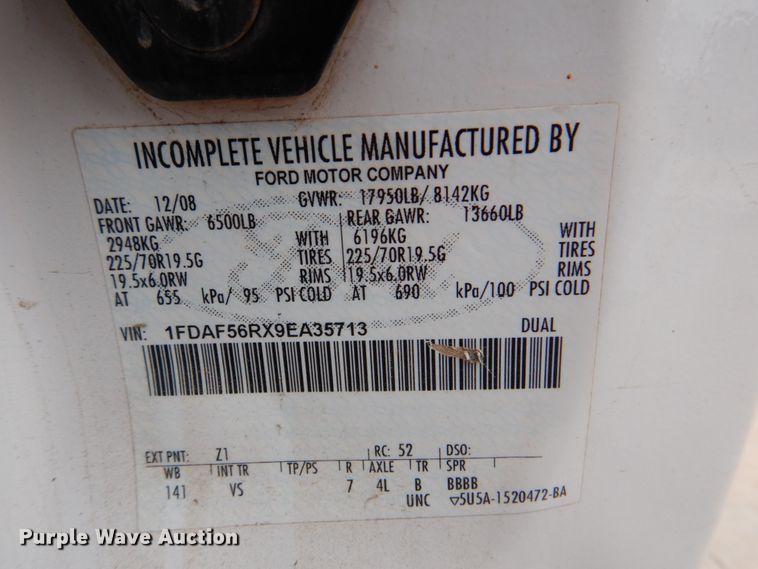 INCOMPLETE VEHICLE MANUFACTURED BY
FORD MOTOR COMPANY
DATE: 12/08 GVWR: 17950LB/ 8142KG
FRONT GAWR: 6500LB REAR GAWR: 13660LB
2948KG WITH 6196KG WITH
225/70R19.5G TIRES 225/70R19.5G TIRES
19.5x6.0RW RIMS 19.5x6.0RW RIMS
AT 655 kPa/ 95 PSI COLD AT 690 kPa/100 PSI COLD
VIN: 1FDAF56RX9EA35713 DUAL
EXT PNT: Z1 RC: 52 DSO:
WB INT TR TP/PS R AXLE TR SPR
141 VS 7 4L B BBBB
UNC ▽5U5A-1520472-BA
Purple Wave Auction
Purple Wave Auction